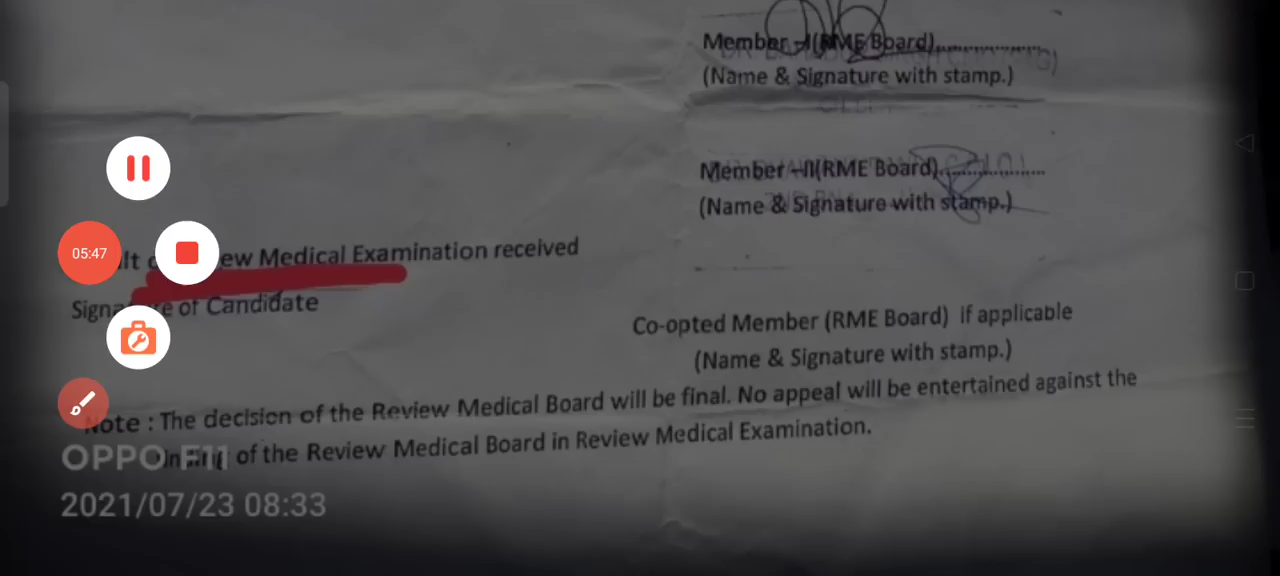 Member –I(RME Board)....................
(Name & Signature with stamp.)
Member –II(RME Board)....................
(Name & Signature with stamp.)
05:47
ew Medical Examination received
Signa e of Candidate
Co-opted Member (RME Board) if applicable
(Name & Signature with stamp.)
Note : The decision of the Review Medical Board will be final. No appeal will be entertained against the
of the Review Medical Board in Review Medical Examination.
OPPO F11
2021/07/23 08:33